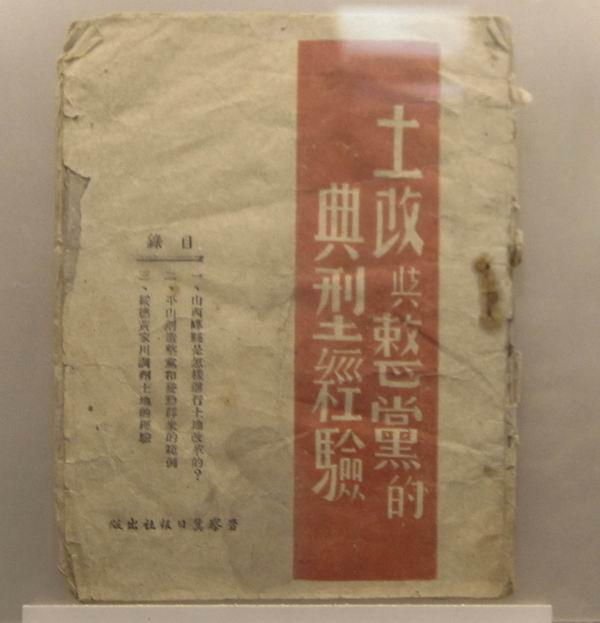 土改與整黨的
典型經驗
目錄
一、山西崞縣是怎樣進行土地改革的?
二、平山創造整黨和發動群衆的範例
三、綏德黃家川調劑土地的經驗
晉察冀日報社出版